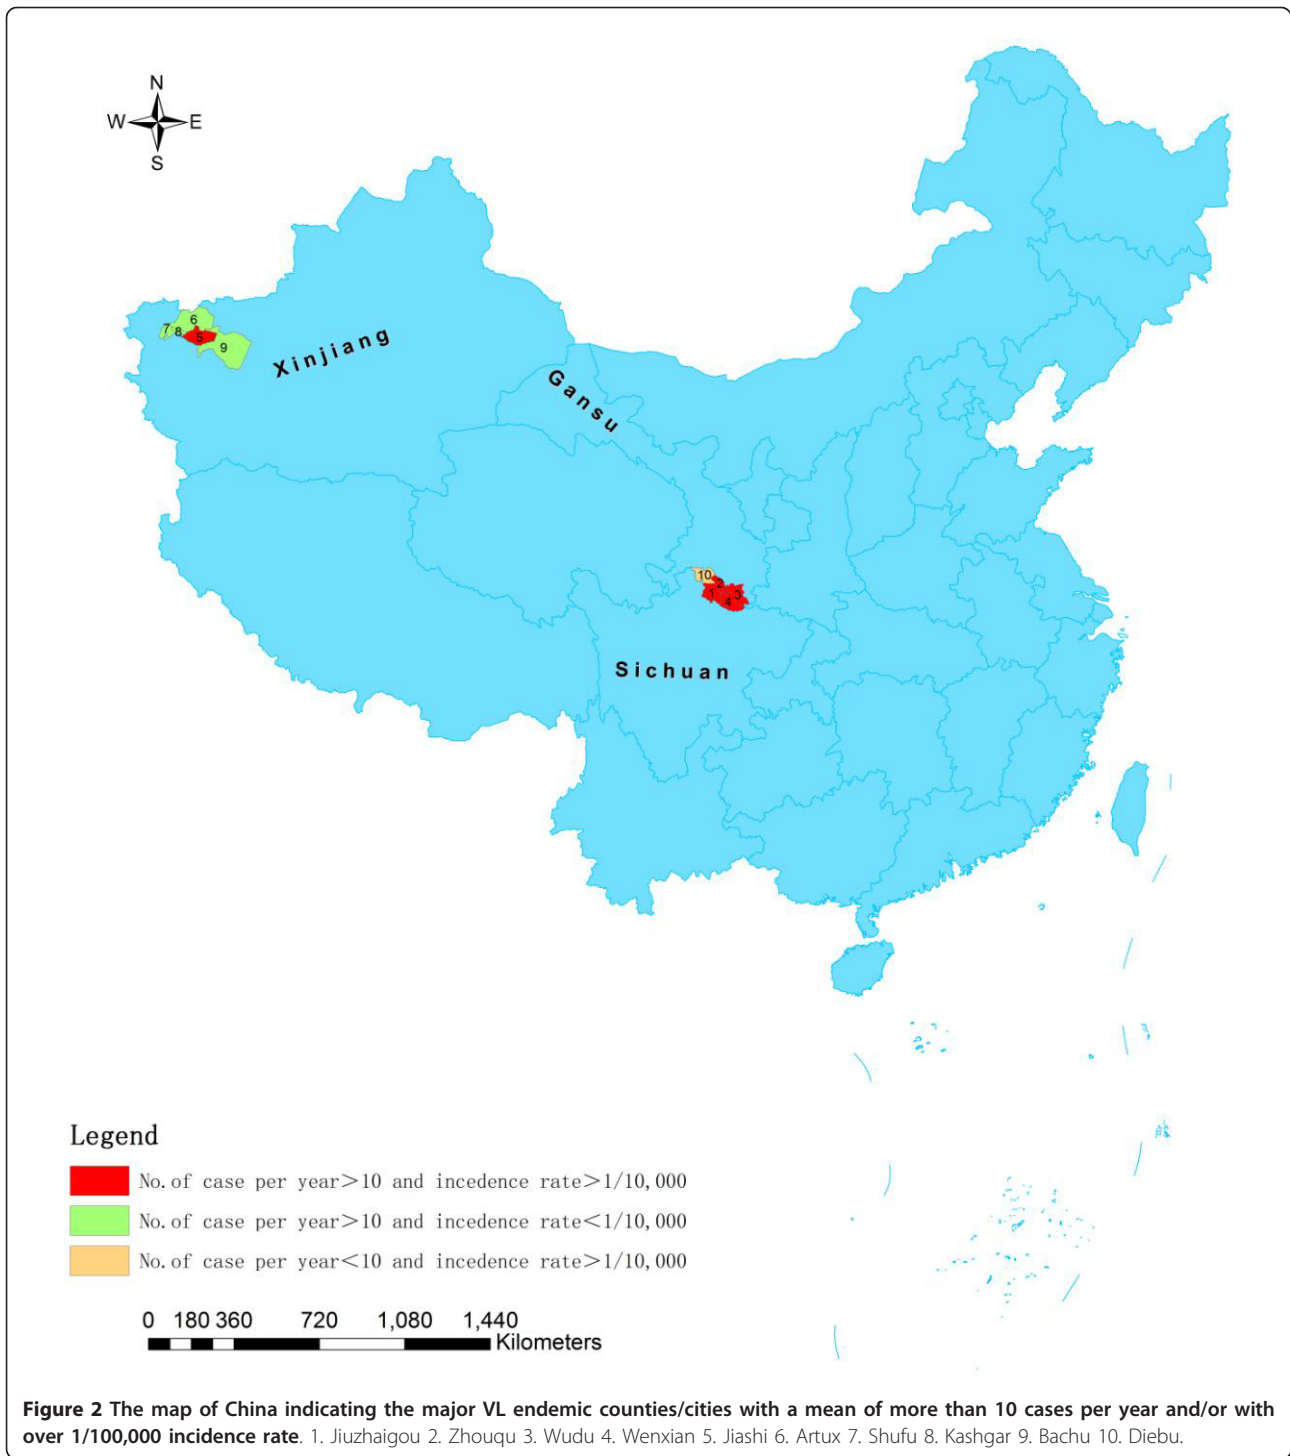 N
W E
S
6
7 8 5
9
Xinjiang
Gansu
10
2
1 3
4
Sichuan
Legend
No.of case per year>10 and incedence rate>1/10,000
No.of case per year>10 and incedence rate<1/10,000
No.of case per year<10 and incedence rate>1/10,000
0 180 360 720 1,080 1,440
Kilometers
Figure 2 The map of China indicating the major VL endemic counties/cities with a mean of more than 10 cases per year and/or with
over 1/100,000 incidence rate. 1. Jiuzhaigou 2. Zhouqu 3. Wudu 4. Wenxian 5. Jiashi 6. Artux 7. Shufu 8. Kashgar 9. Bachu 10. Diebu.